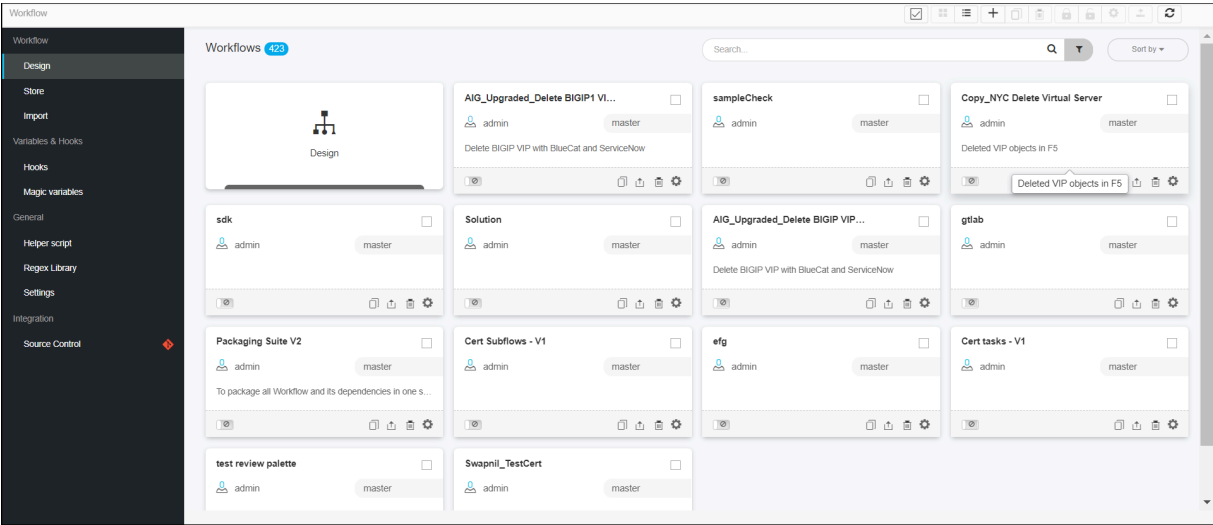 Workflow
Workflow
Design
Store
Import
Variables & Hooks
Hooks
Magic variables
General
Helper script
Regex Library
Settings
Integration
Source Control
Workflows 423
Search...
Sort by
Design
AIG_Upgraded_Delete BIGIP1 VI...
admin master
Delete BIGIP VIP with BlueCat and ServiceNow
sampleCheck
admin master
Copy_NYC Delete Virtual Server
admin master
Deleted VIP objects in F5
Deleted VIP objects in F5
sdk
admin master
Solution
admin master
AIG_Upgraded_Delete BIGIP VIP...
admin master
Delete BIGIP VIP with BlueCat and ServiceNow
gtlab
admin master
Packaging Suite V2
admin master
To package all Workflow and its dependencies in one s...
Cert Subflows - V1
admin master
efg
admin master
Cert tasks - V1
admin master
test review palette
admin master
Swapnil_TestCert
admin master